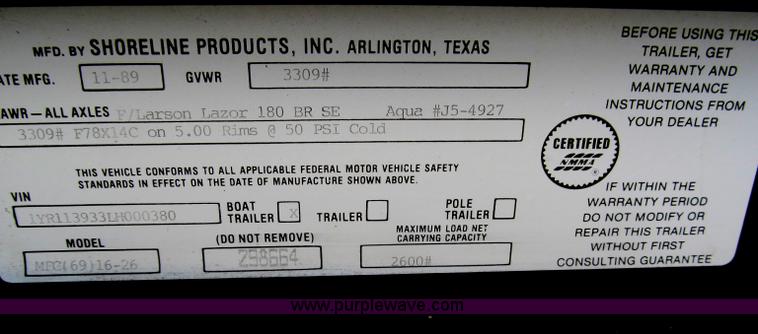 MFD. BY SHORELINE PRODUCTS, INC. ARLINGTON, TEXAS
ATE MFG. 11-89 GVWR 3309#
AWR — ALL AXLES F/Larson Lazor 180 BR SE Aqua #J5-4927
3309# F78X14C on 5.00 Rims @ 50 PSI Cold
THIS VEHICLE CONFORMS TO ALL APPLICABLE FEDERAL MOTOR VEHICLE SAFETY
STANDARDS IN EFFECT ON THE DATE OF MANUFACTURE SHOWN ABOVE.
VIN
1YR113933LH000380
BOAT
TRAILER X
TRAILER
POLE
TRAILER
MODEL
MFG(69)16-26
(DO NOT REMOVE)
298664
MAXIMUM LOAD NET
CARRYING CAPACITY
2600#
BEFORE USING THIS
TRAILER, GET
WARRANTY AND
MAINTENANCE
INSTRUCTIONS FROM
YOUR DEALER
CERTIFIED
NMMA
®
IF WITHIN THE
WARRANTY PERIOD
DO NOT MODIFY OR
REPAIR THIS TRAILER
WITHOUT FIRST
CONSULTING GUARANTEE
www.purplewave.com